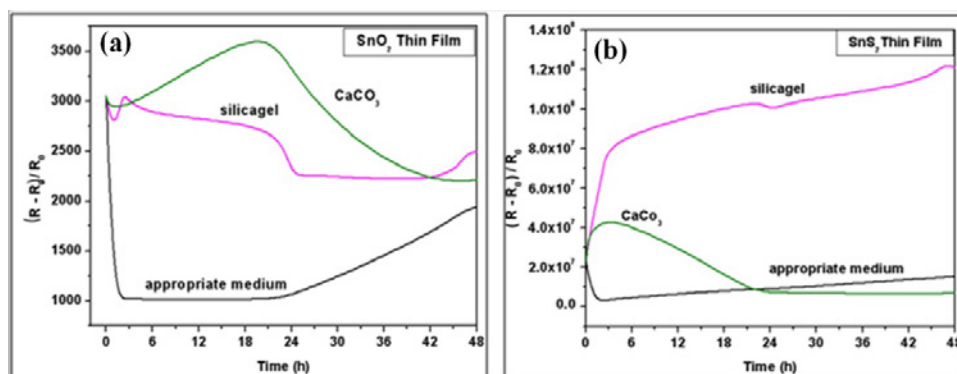 (a)
SnO2 Thin Film
3500
3000
2500
2000
1500
1000
CaCO3
silicagel
appropriate medium
(R - R0) / R0
0 6 12 18 24 30 36 42 48
Time (h)
(b)
SnS2 Thin Film
1.4x10^8
1.2x10^8
1.0x10^8
8.0x10^7
6.0x10^7
4.0x10^7
2.0x10^7
0.0
silicagel
CaCo3
appropriate medium
(R - R0) / R0
0 6 12 18 24 30 36 42 48
Time (h)